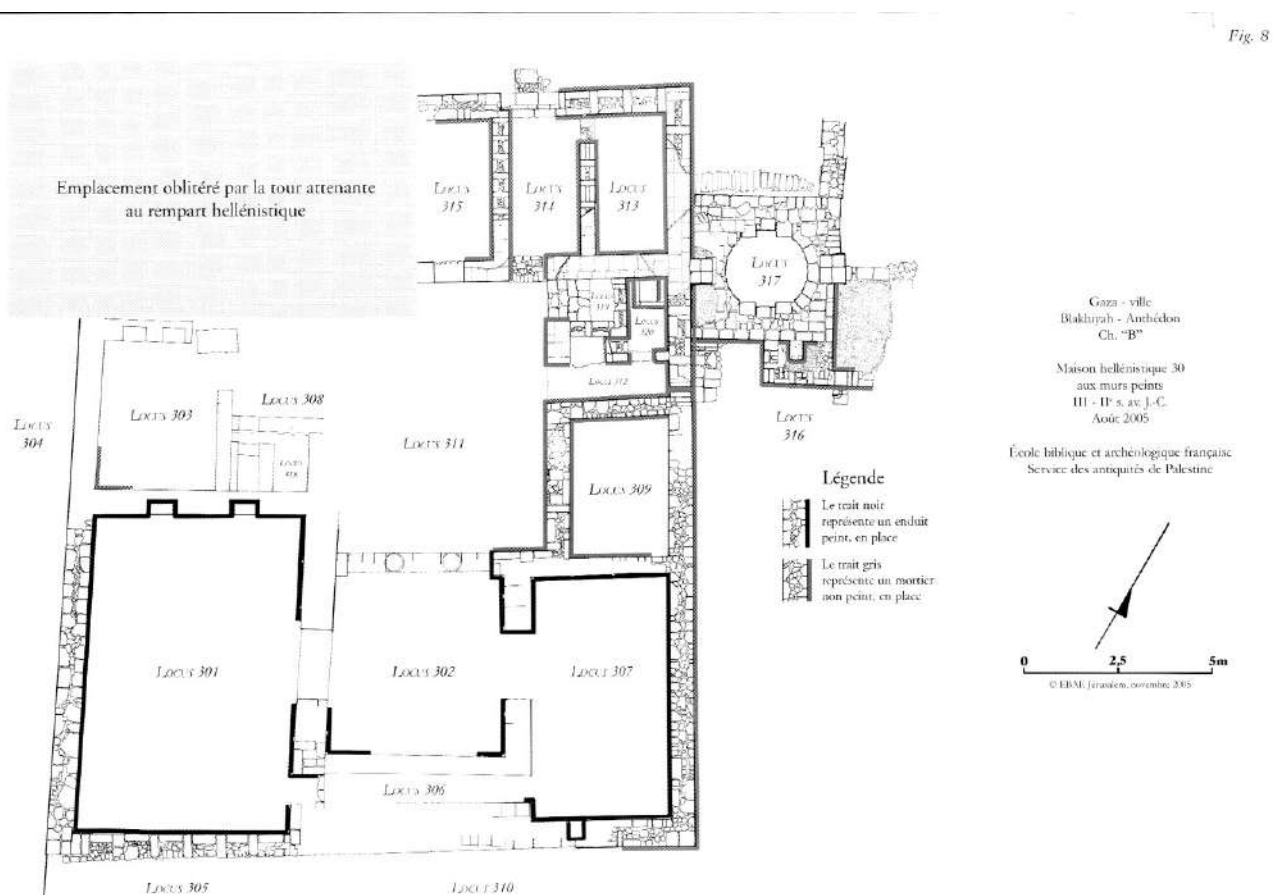 Fig. 8
Emplacement oblitéré par la tour attenante
au rempart hellénistique
LOCUS
315
LOCUS
314
LOCUS
313
LOCUS
317
LOCUS
320
LOCUS 312
LOCUS
316
LOCUS
304
LOCUS 303
LOCUS 308
LOCUS 311
LOCUS 309
LOCUS 301
LOCUS 302
LOCUS 307
LOCUS 306
LOCUS 305
LOCUS 310
Gaza - ville
Blakhiyah - Anthédon
Ch. "B"
Maison hellénistique 30
aux murs peints
III - IIᵉ s. av. J.-C.
Août 2005
École biblique et archéologique française
Service des antiquités de Palestine
Légende
Le trait noir
représente un enduit
peint, en place
Le trait gris
représente un mortier
non peint, en place
0 2,5 5m
© EBAF, Jérusalem, novembre 2005